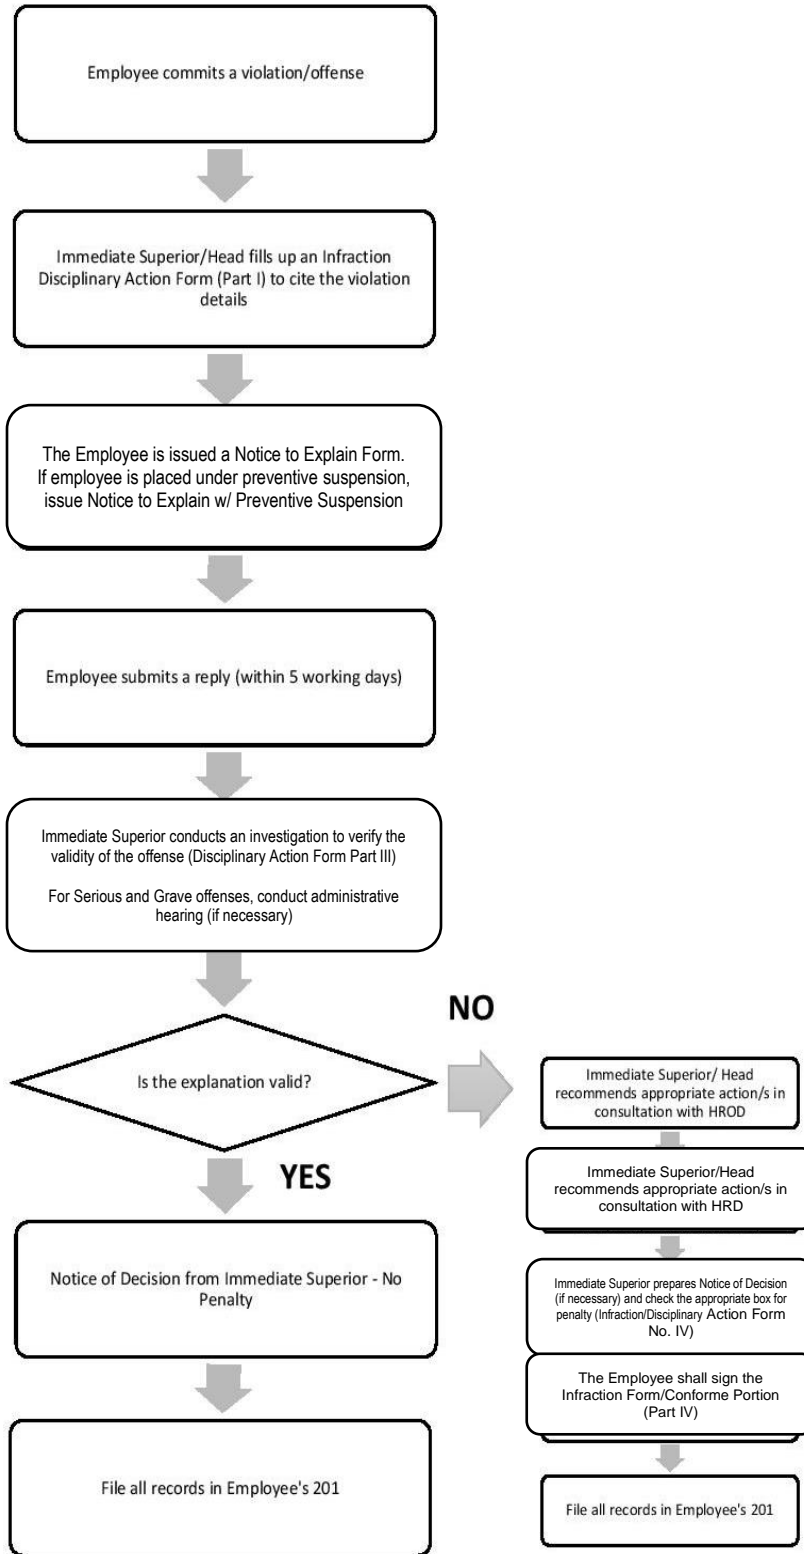 Employee commits a violation/offense
Immediate Superior/Head fills up an Infraction
Disciplinary Action Form (Part I) to cite the violation
details
The Employee is issued a Notice to Explain Form.
If employee is placed under preventive suspension,
issue Notice to Explain w/ Preventive Suspension
Employee submits a reply (within 5 working days)
Immediate Superior conducts an investigation to verify the
validity of the offense (Disciplinary Action Form Part III)
For Serious and Grave offenses, conduct administrative
hearing (if necessary)
Is the explanation valid?
NO
YES
Notice of Decision from Immediate Superior - No
Penalty
File all records in Employee's 201
Immediate Superior/ Head
recommends appropriate action/s in
consultation with HROD
Immediate Superior/Head
recommends appropriate action/s in
consultation with HRD
Immediate Superior prepares Notice of Decision
(if necessary) and check the appropriate box for
penalty (Infraction/Disciplinary Action Form
No. IV)
The Employee shall sign the
Infraction Form/Conforme Portion
(Part IV)
File all records in Employee's 201